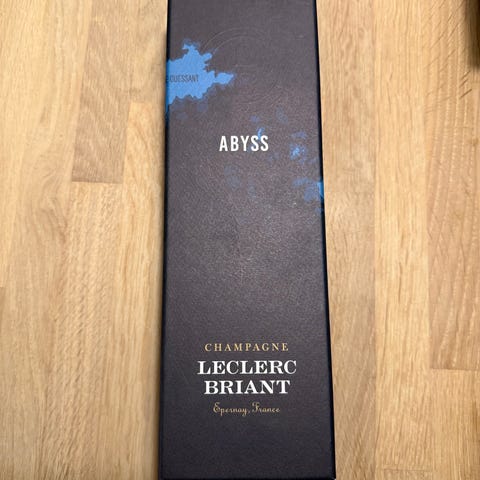 OUESSANT
ABYSS
CHAMPAGNE
LECLERC
BRIANT
Epernay, France